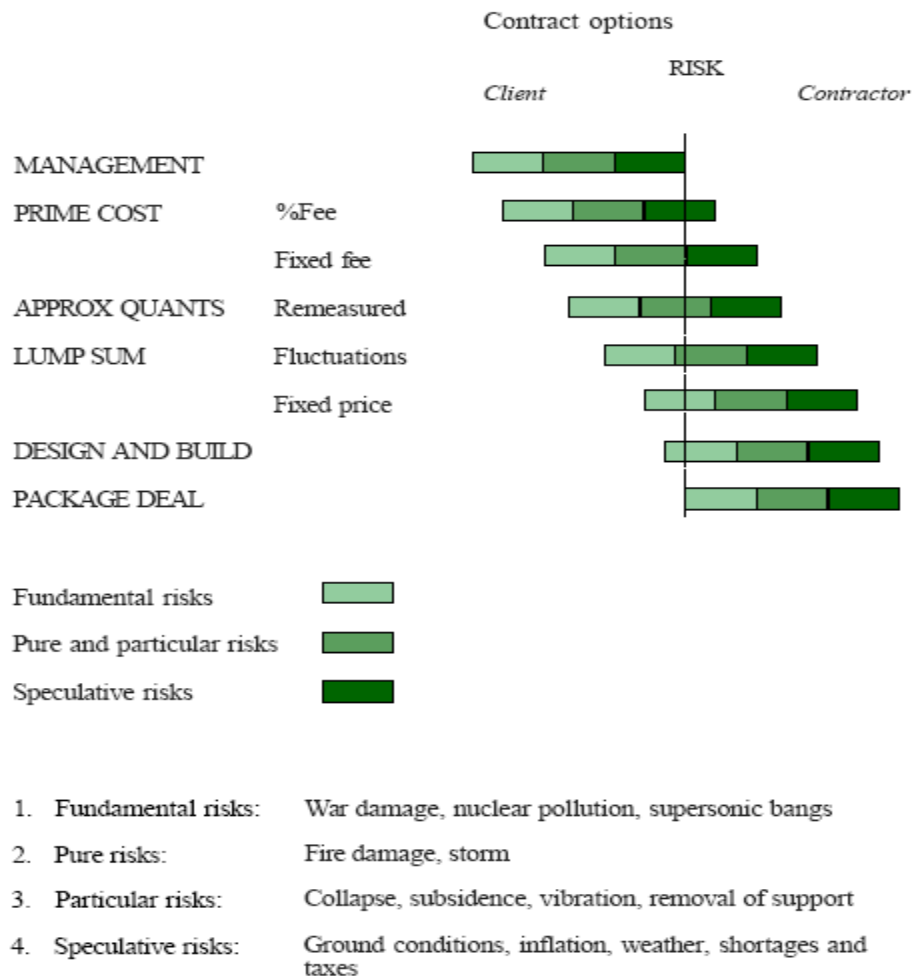 Contract options
RISK
Client Contractor
MANAGEMENT
PRIME COST %Fee
Fixed fee
APPROX QUANTS Remeasured
LUMP SUM Fluctuations
Fixed price
DESIGN AND BUILD
PACKAGE DEAL
Fundamental risks
Pure and particular risks
Speculative risks
1. Fundamental risks: War damage, nuclear pollution, supersonic bangs
2. Pure risks: Fire damage, storm
3. Particular risks: Collapse, subsidence, vibration, removal of support
4. Speculative risks: Ground conditions, inflation, weather, shortages and
taxes